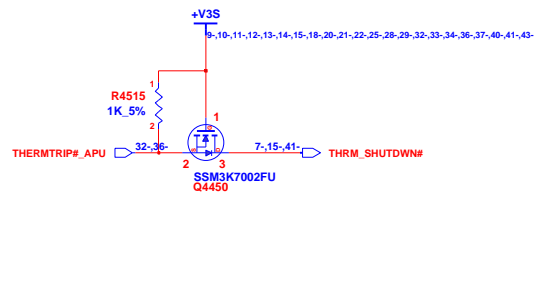 +V3S
9-,10-,11-,12-,13-,14-,15-,18-,20-,21-,22-,25-,28-,29-,32-,33-,34-,36-,37-,40-,41-,43-
1
R4515
1K_5%
2
1
THERMTRIP#_APU
32-,36-
7-,15-,41-
THRM_SHUTDWN#
2
3
SSM3K7002FU
Q4450